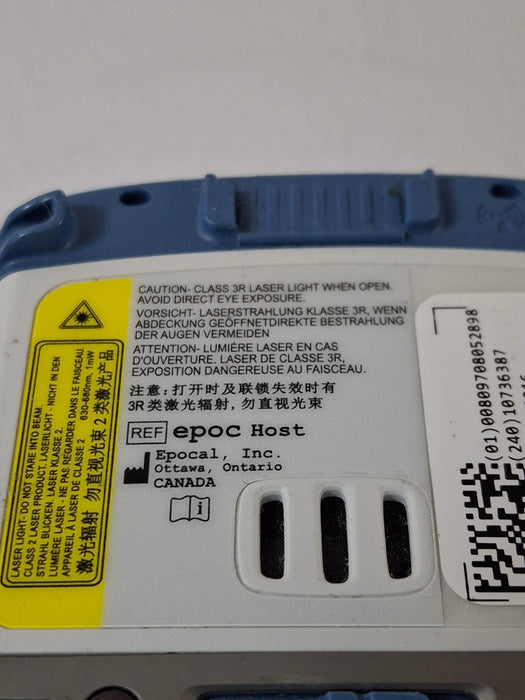 CAUTION- CLASS 3R LASER LIGHT WHEN OPEN.
AVOID DIRECT EYE EXPOSURE.
VORSICHT- LASERSTRAHLUNG KLASSE 3R, WENN
ABDECKUNG GEÖFFNETDIREKTE BESTRAHLUNG
DER AUGEN VERMEIDEN
ATTENTION- LUMIÉRE LASER EN CAS
D'OUVERTURE. LASER DE CLASSE 3R,
EXPOSITION DANGEREUSE AU FAISCEAU.
注意: 打开时及联锁失效时有
3R类激光辐射, 勿直视光束
REF epoc Host
Epocal, Inc.
Ottawa, Ontario
CANADA
LASER LIGHT- DO NOT STARE INTO BEAM
CLASS 2 LASER PRODUCT. LASERLICHT - NICHT IN DEN
STRAHL BLICKEN. LASER KLASSE 2.
LUMIÈRE LASER - NE PAS REGARDER DANS LE FAISCEAU
APPAREIL À LASER DE CLASSE 2 630-680nm, 1mW
激光辐射 勿直视光束 2 类激光产品
(01)00809708052898
(240)10736387